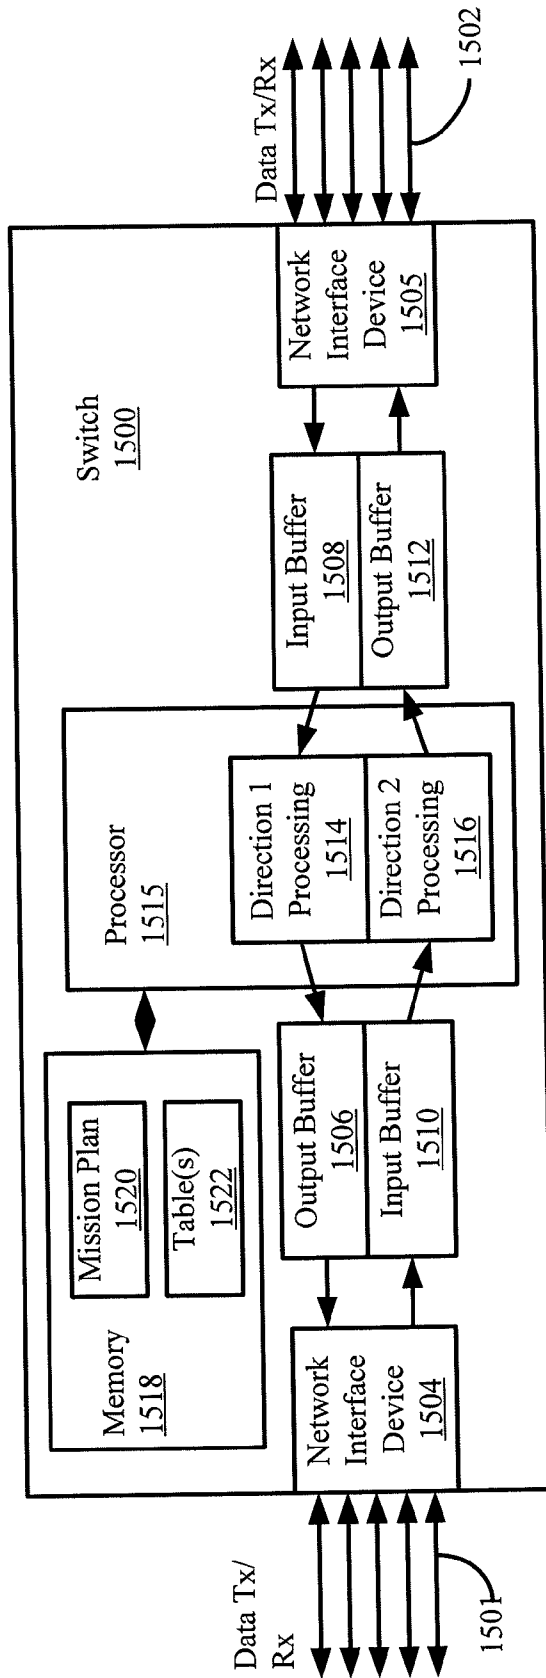 Switch
1500
Memory
1518
Mission Plan
1520
Table(s)
1522
Processor
1515
Data Tx/
Rx
1501
Network
Interface
Device
1504
Output Buffer
1506
Input Buffer
1510
Direction 1
Processing
1514
Direction 2
Processing
1516
Input Buffer
1508
Output Buffer
1512
Network
Interface
Device
1505
Data Tx/Rx
1502